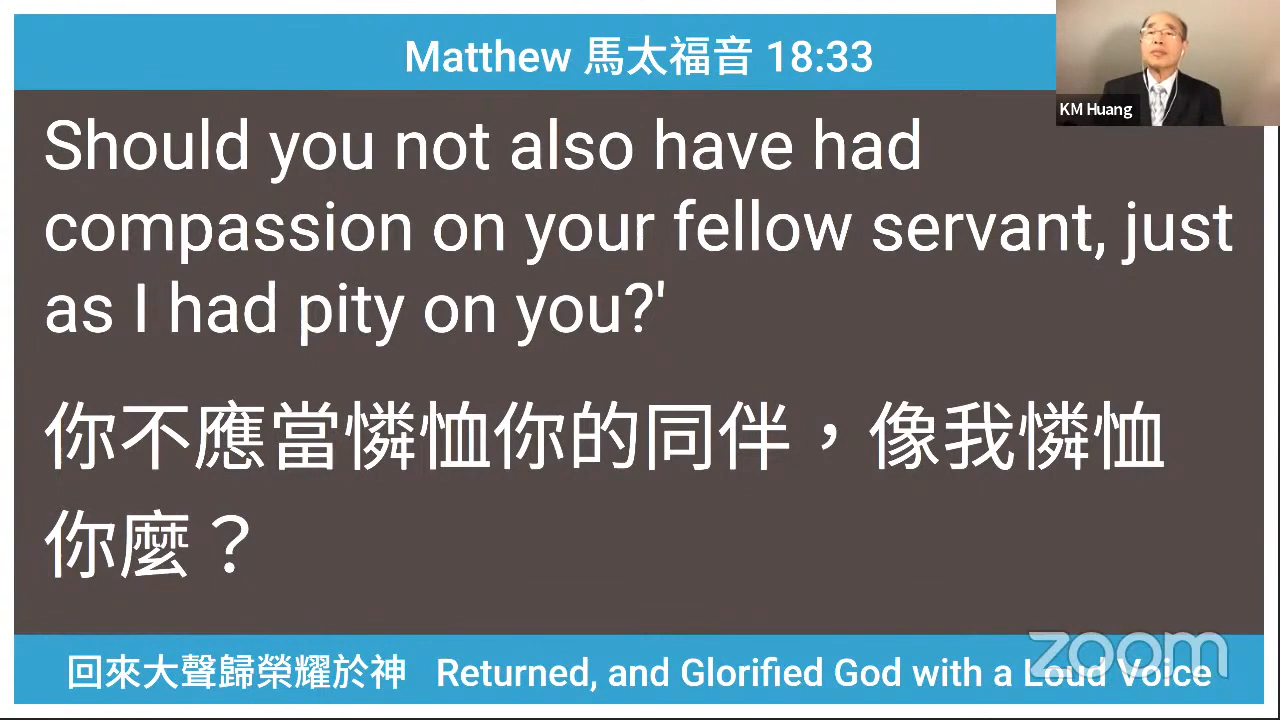 Matthew 馬太福音 18:33
KM Huang
Should you not also have had
compassion on your fellow servant, just
as I had pity on you?'
你不應當憐恤你的同伴，像我憐恤
你麼？
zoom
回來大聲歸榮耀於神 Returned, and Glorified God with a Loud Voice